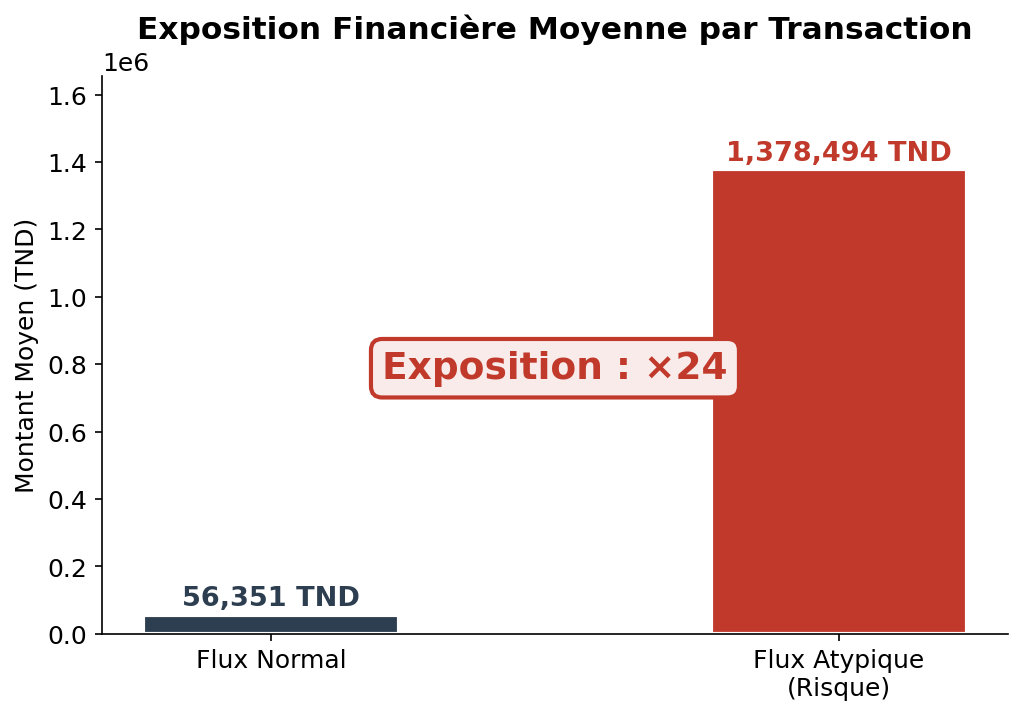 Exposition Financière Moyenne par Transaction
1e6
Montant Moyen (TND)
1.6
1.4
1.2
1.0
0.8
0.6
0.4
0.2
0.0
1,378,494 TND
Exposition : ×24
56,351 TND
Flux Normal
Flux Atypique
(Risque)